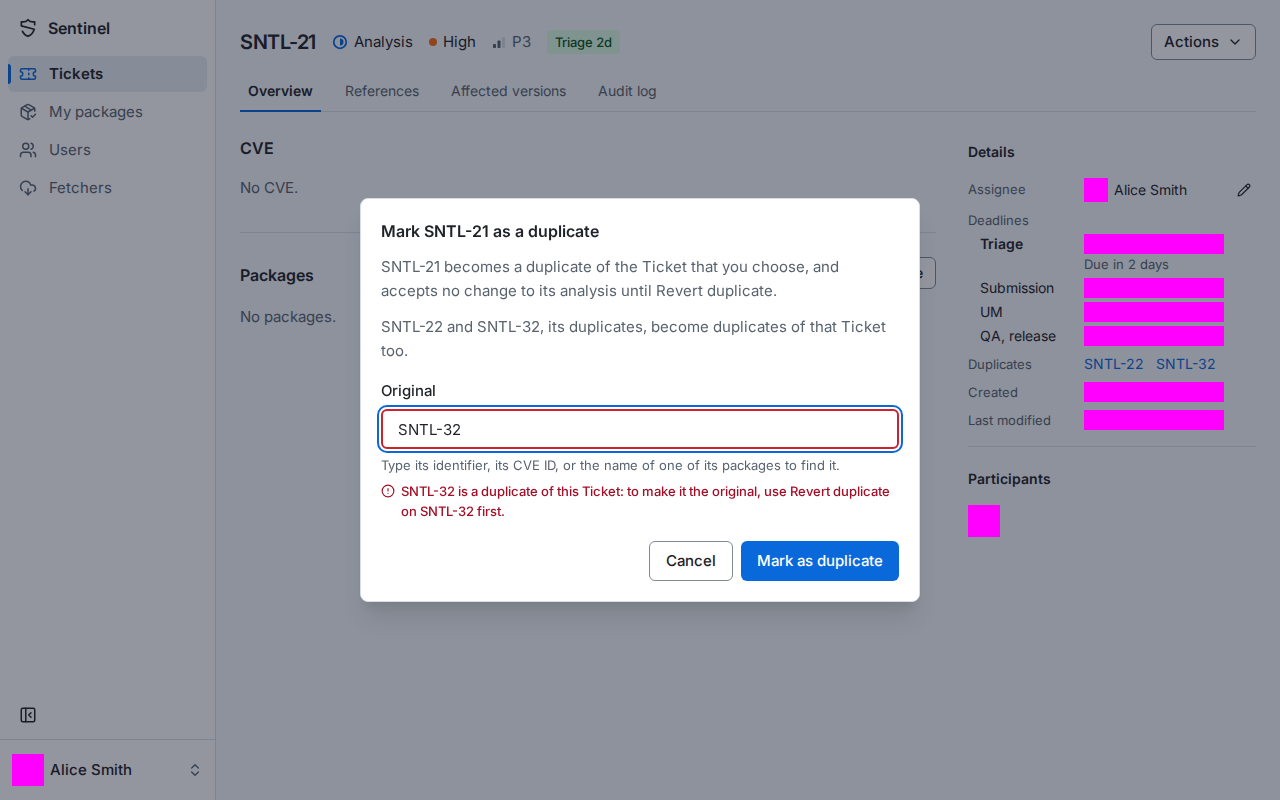 Sentinel
Tickets
My packages
Users
Fetchers
Alice Smith
SNTL-21
Analysis
High
P3
Triage 2d
Actions
Overview
References
Affected versions
Audit log
CVE
No CVE.
Packages
No packages.
Details
Assignee
Alice Smith
Deadlines
Triage
Due in 2 days
Submission
UM
QA, release
Duplicates
SNTL-22 SNTL-32
Created
Last modified
Participants
Mark SNTL-21 as a duplicate
SNTL-21 becomes a duplicate of the Ticket that you choose, and
accepts no change to its analysis until Revert duplicate.
SNTL-22 and SNTL-32, its duplicates, become duplicates of that Ticket
too.
Original
SNTL-32
Type its identifier, its CVE ID, or the name of one of its packages to find it.
SNTL-32 is a duplicate of this Ticket: to make it the original, use Revert duplicate
on SNTL-32 first.
Cancel
Mark as duplicate